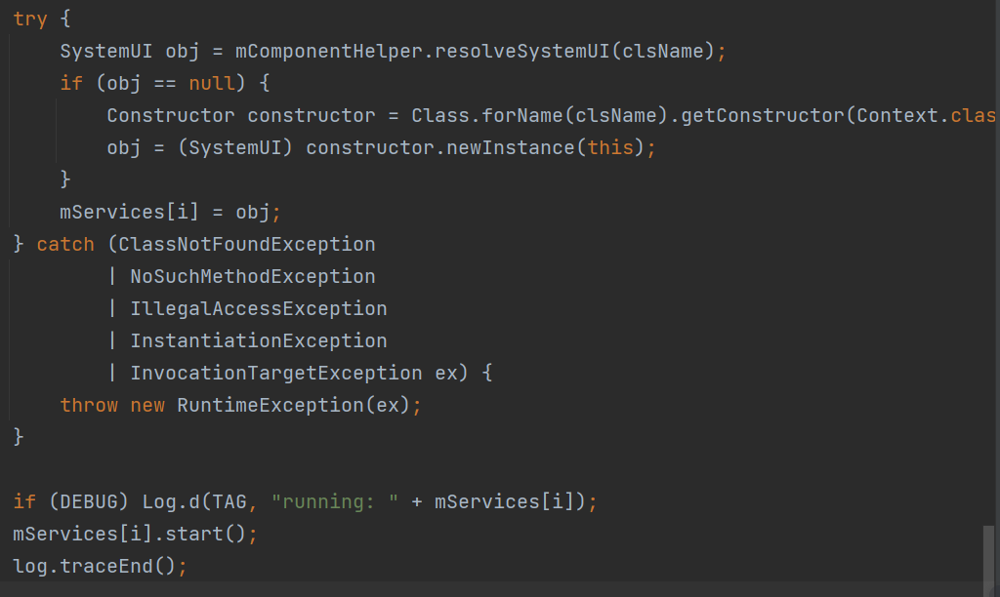 try {
SystemUI obj = mComponentHelper.resolveSystemUI(clsName);
if (obj == null) {
Constructor constructor = Class.forName(clsName).getConstructor(Context.clas
obj = (SystemUI) constructor.newInstance(this);
}
mServices[i] = obj;
} catch (ClassNotFoundException
| NoSuchMethodException
| IllegalAccessException
| InstantiationException
| InvocationTargetException ex) {
throw new RuntimeException(ex);
}
if (DEBUG) Log.d(TAG, "running: " + mServices[i]);
mServices[i].start();
log.traceEnd();